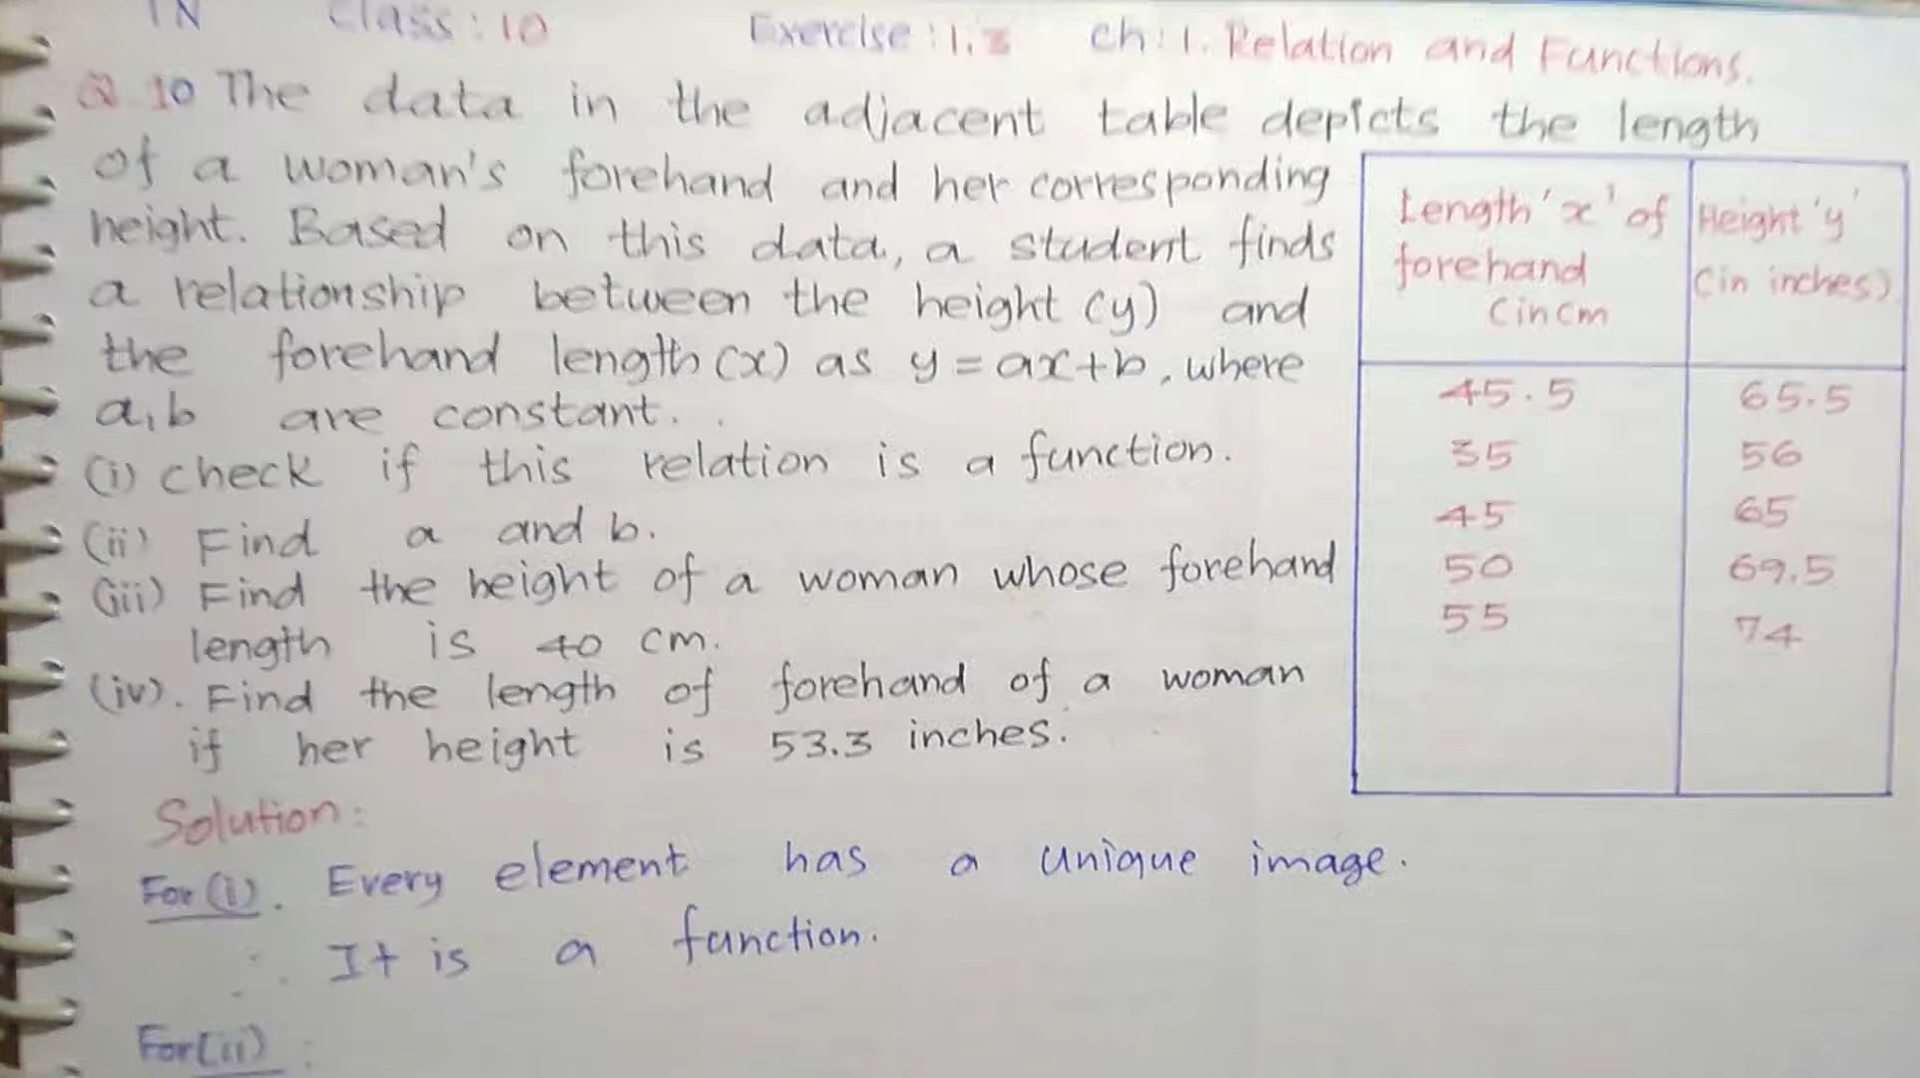 TN Class : 10 Exercise : 1.3 ch : 1. Relation and Functions.
Q 10 The data in the adjacent table depicts the length
of a woman's forehand and her corresponding
height. Based on this data, a student finds
a relationship between the height (y) and
the forehand length (x) as y = ax+b, where
a,b are constant.
(i) check if this relation is a function.
(ii) Find a and b.
(iii) Find the height of a woman whose forehand
length is 40 cm.
(iv). Find the length of forehand of a woman
if her height is 53.3 inches.
Length 'x' of Height 'y'
forehand (in inches)
(in cm
45.5 65.5
35 56
45 65
50 69.5
55 74
Solution:
For (i). Every element has a unique image.
∴ It is a function.
For (ii) :